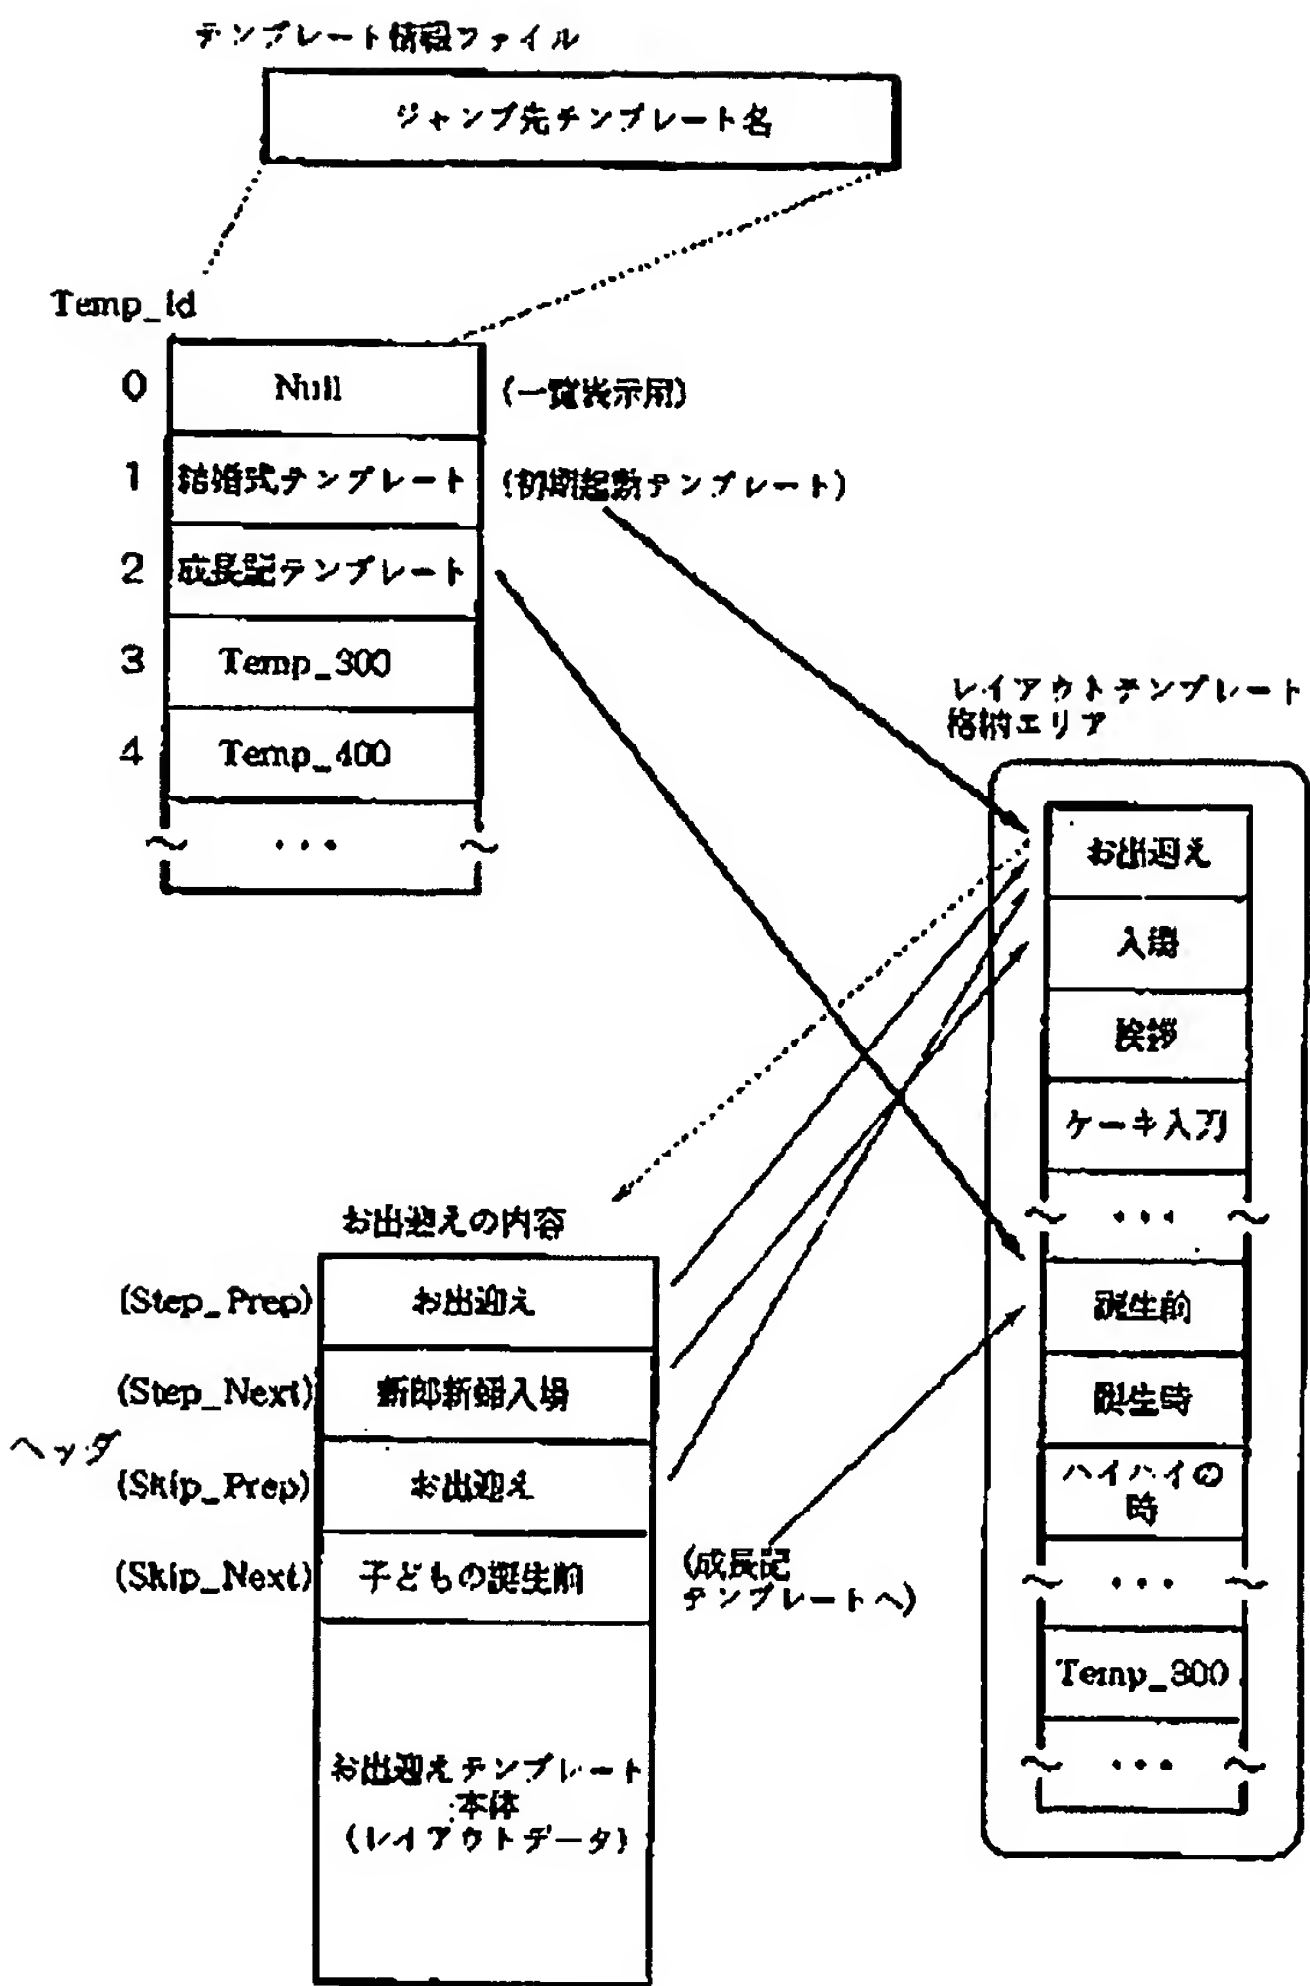 テンプレート情報ファイル
ジャンプ先テンプレート名
Temp_Id
0 Null (一覧表示用)
1 結婚式テンプレート (初期起動テンプレート)
2 成長記テンプレート
3 Temp_300
4 Temp_400
・・・
レイアウトテンプレート
格納エリア
お出迎え
入場
挨拶
ケーキ入刀
・・・
誕生前
誕生時
ハイハイの
時
・・・
Temp_300
・・・
お出迎えの内容
ヘッダ
(Step_Prep) お出迎え
(Step_Next) 新郎新婦入場
(Skip_Prep) お出迎え
(Skip_Next) 子どもの誕生前
(成長記
テンプレートへ)
お出迎えテンプレート
本体
(レイアウトデータ)